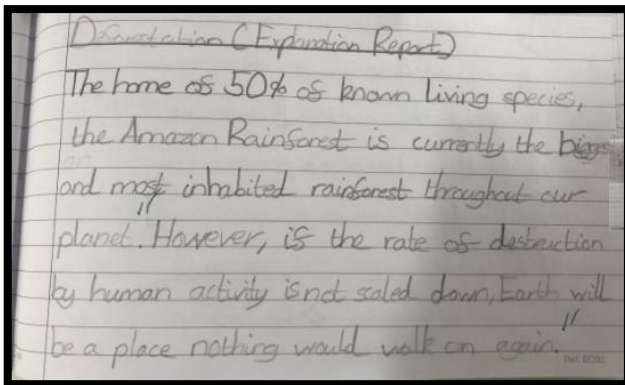 Deforestation (Explanation Report)
The home of 50% of known living species,
the Amazon Rainforest is currently the bigges
and most inhabited rainforest throughout our
planet. However, if the rate of destruction
by human activity is not scaled down, Earth will
be a place nothing would walk on again.